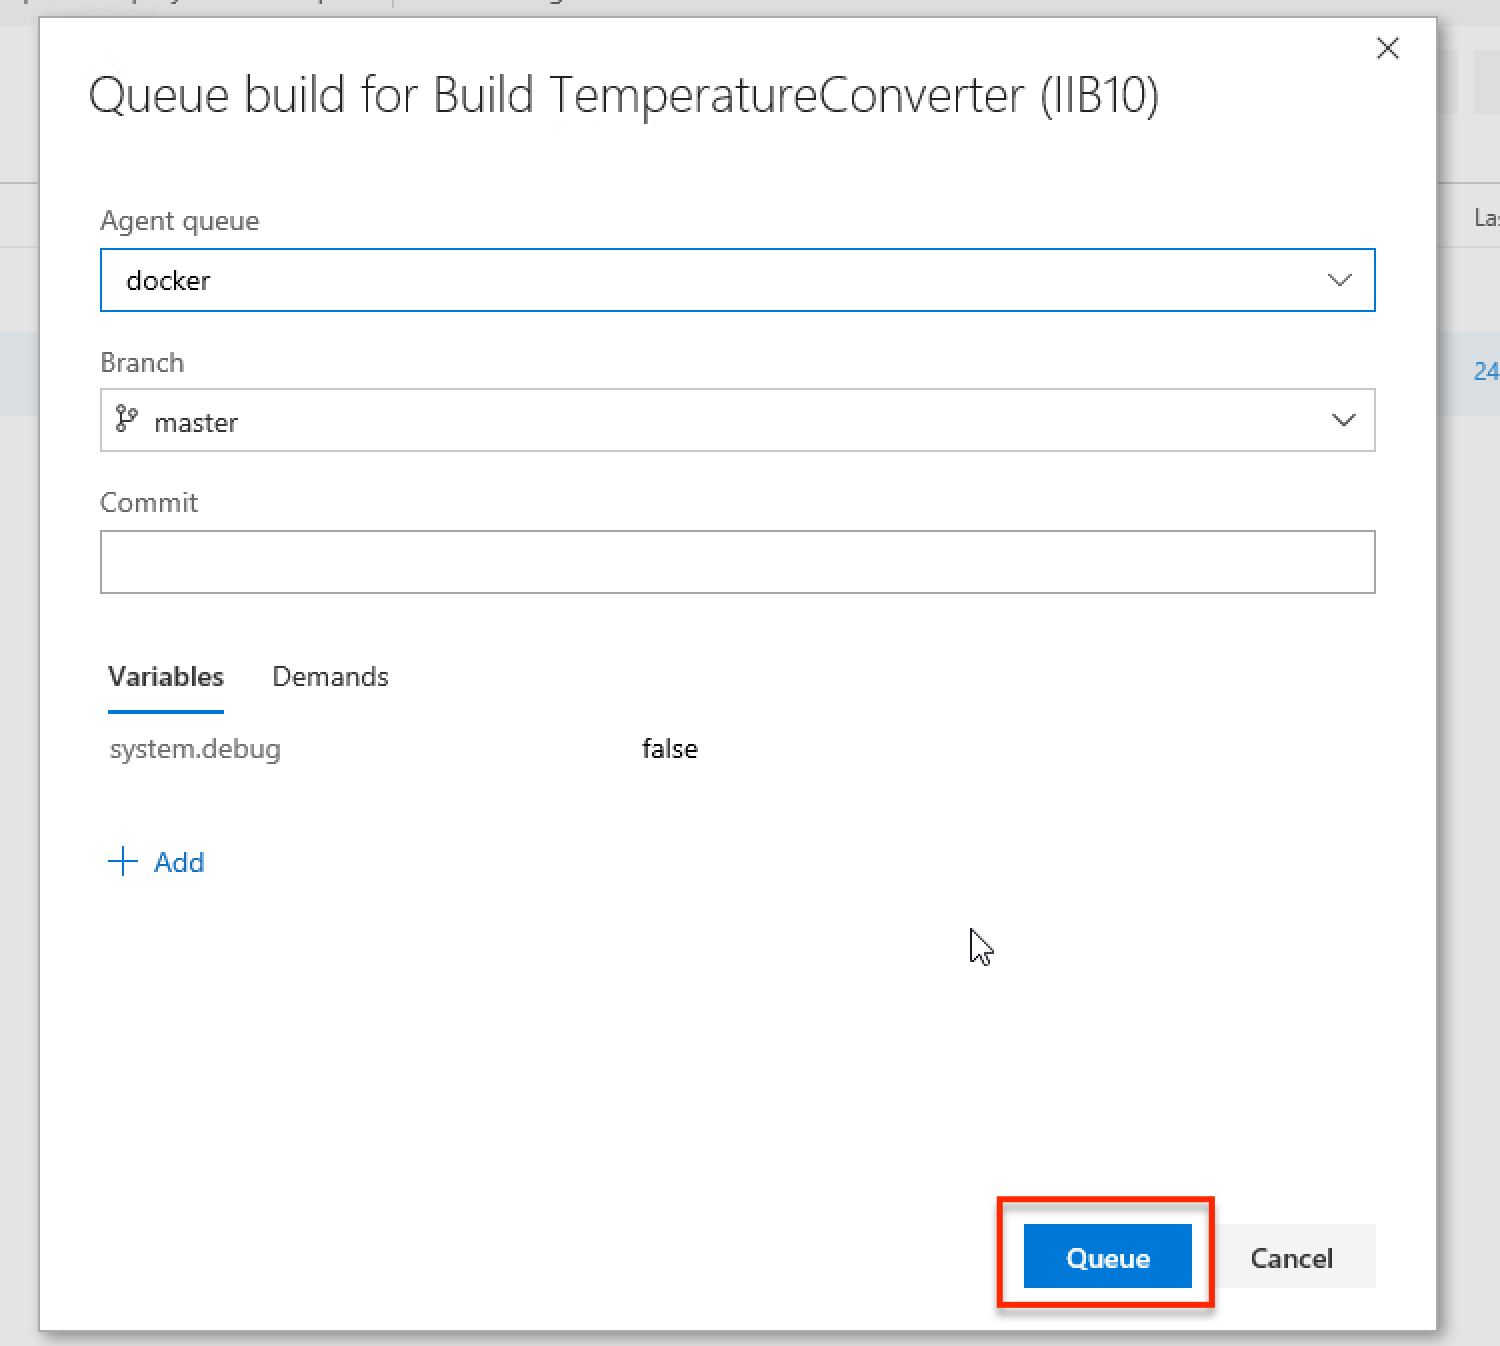 Queue build for Build TemperatureConverter (IIB10)
Agent queue
docker
Branch
master
Commit
Variables Demands
system.debug false
Add
Queue Cancel
24